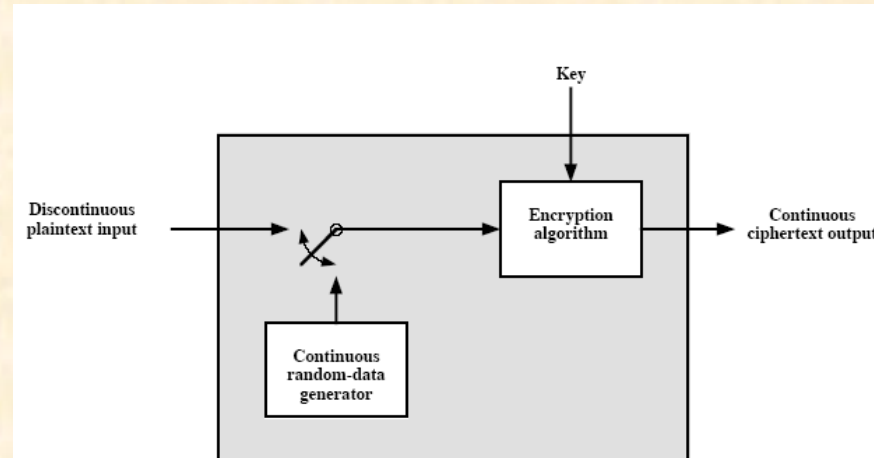 Key
Discontinuous
plaintext input
Encryption
algorithm
Continuous
ciphertext output
Continuous
random-data
generator